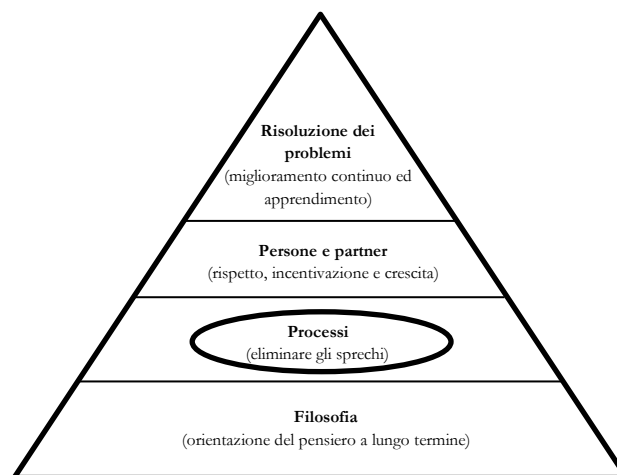 Risoluzione dei
problemi
(miglioramento continuo ed
apprendimento)
Persone e partner
(rispetto, incentivazione e crescita)
Processi
(eliminare gli sprechi)
Filosofia
(orientazione del pensiero a lungo termine)